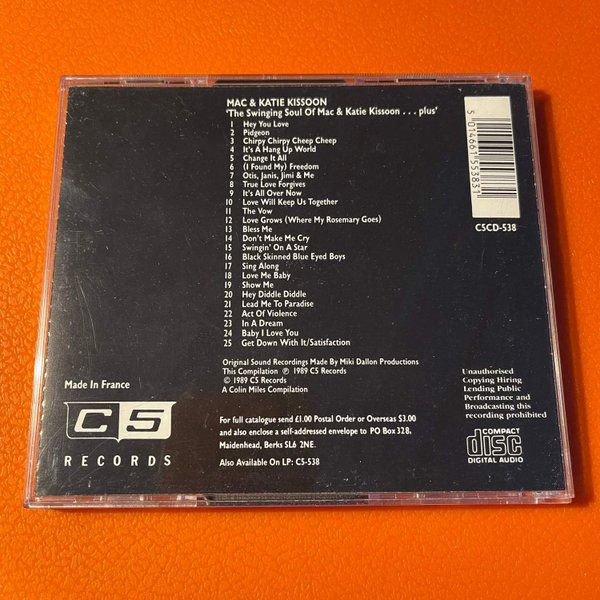 MAC & KATIE KISSOON
'The Swinging Soul Of Mac & Katie Kissoon . . . plus'
1 Hey You Love
2 Pidgeon
3 Chirpy Chirpy Cheep Cheep
4 It's A Hang Up World
5 Change It All
6 (I Found My) Freedom
7 Otis, Janis, Jimi & Me
8 True Love Forgives
9 It's All Over Now
10 Love Will Keep Us Together
11 The Vow
12 Love Grows (Where My Rosemary Goes)
13 Bless Me
14 Don't Make Me Cry
15 Swingin' On A Star
16 Black Skinned Blue Eyed Boys
17 Sing Along
18 Love Me Baby
19 Show Me
20 Hey Diddle Diddle
21 Lead Me To Paradise
22 Act Of Violence
23 In A Dream
24 Baby I Love You
25 Get Down With It/Satisfaction
Original Sound Recordings Made By Miki Dallon Productions
This Compilation ℗ 1989 C5 Records
© 1989 C5 Records
A Colin Miles Compilation
For full catalogue send £1.00 Postal Order or Overseas $3.00
and also enclose a self-addressed envelope to PO Box 328,
Maidenhead, Berks SL6 2NE.
Also Available On LP: C5-538
Made In France
C5
RECORDS
5 014661 553831
C5CD-538
Unauthorised
Copying Hiring
Lending Public
Performance and
Broadcasting this
recording prohibited
COMPACT
disc
DIGITAL AUDIO